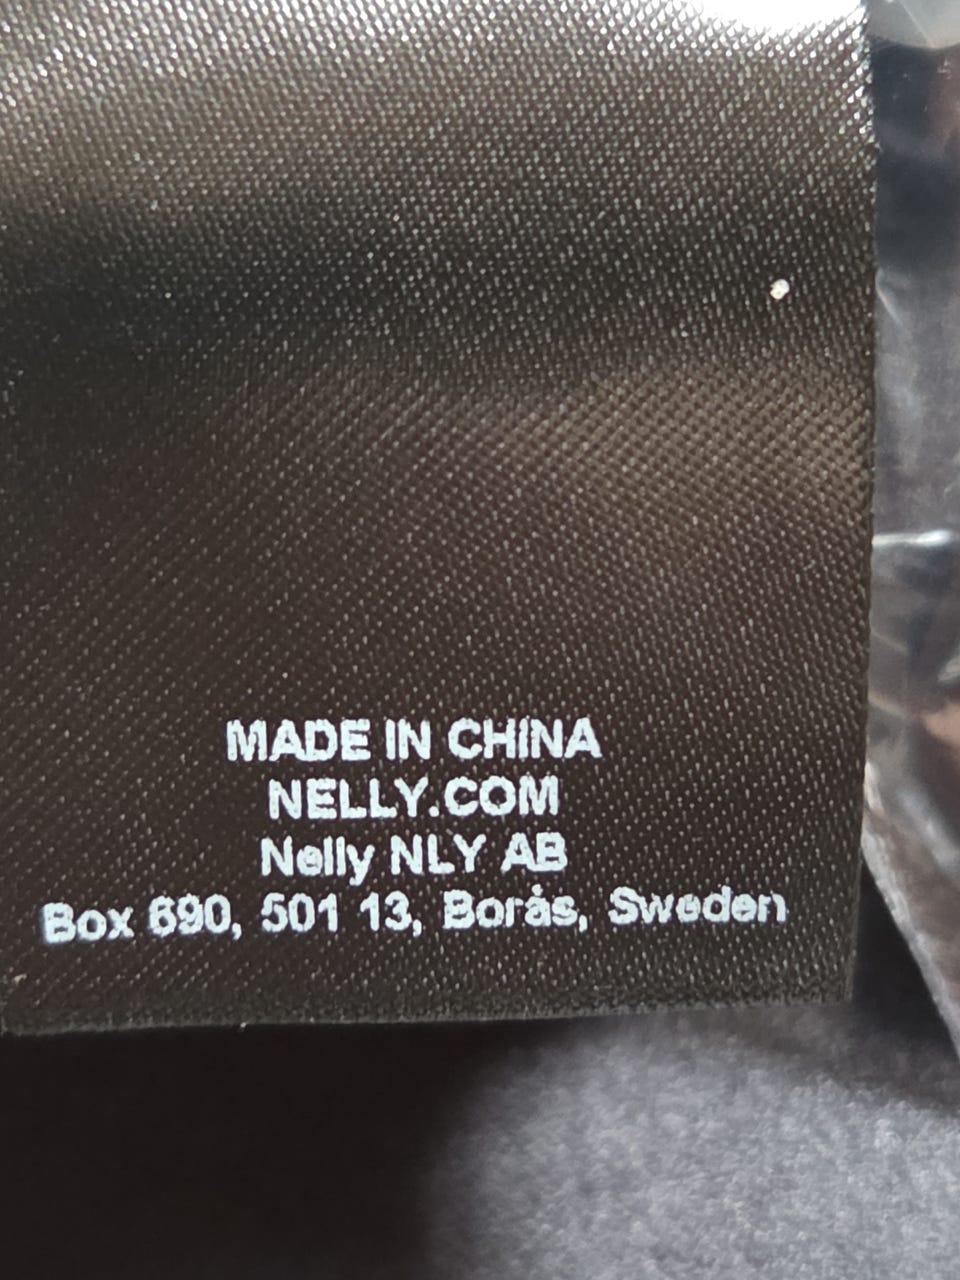 MADE IN CHINA
NELLY.COM
Nelly NLY AB
Box 690, 501 13, Borås, Sweden